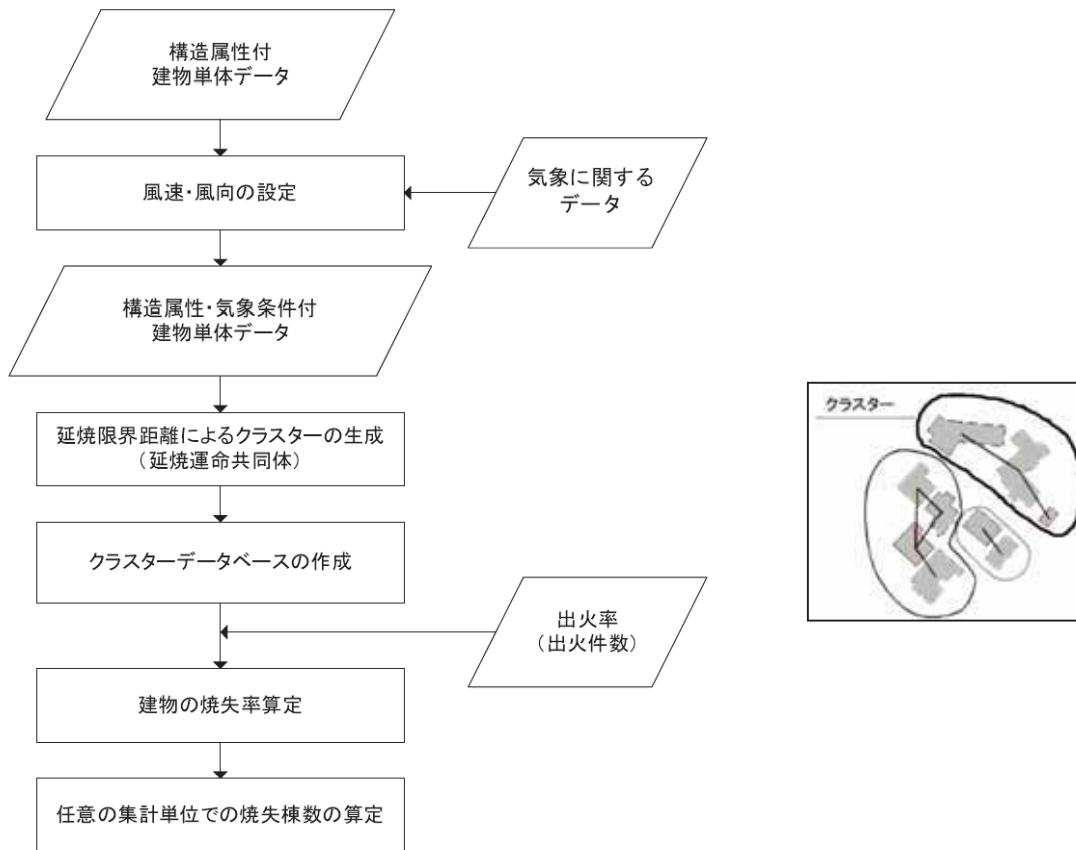 構造属性付
建物単体データ
風速・風向の設定
気象に関する
データ
構造属性・気象条件付
建物単体データ
延焼限界距離によるクラスターの生成
（延焼運命共同体）
クラスターデータベースの作成
出火率
（出火件数）
建物の焼失率算定
任意の集計単位での焼失棟数の算定
クラスター